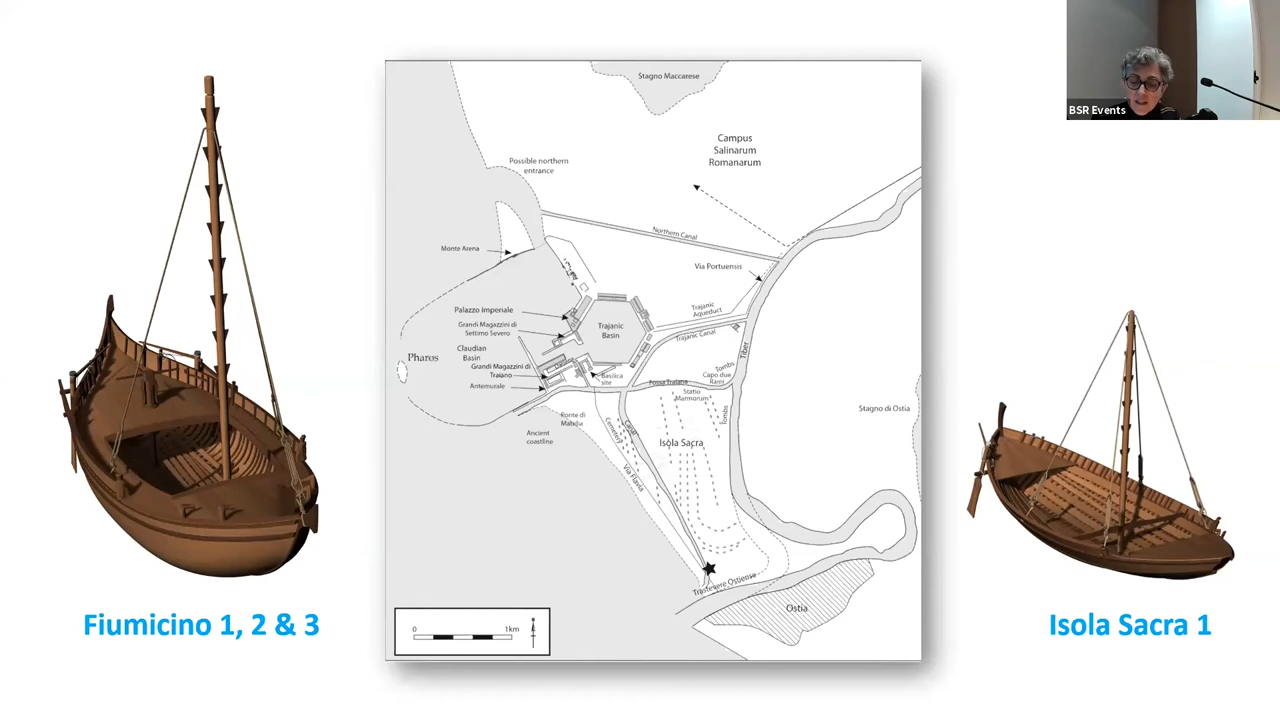 BSR Events
Stagno Maccarese
Campus
Salinarum
Romanarum
Possible northern
entrance
Northern Canal
Monte Arena
Via Portuensis
Palazzo Imperiale
Grandi Magazzini di
Settimo Severo
Trajanic
Basin
Trajanic
Aqueduct
Trajanic Canal
Tiber
Pharos
Claudian
Basin
Grandi Magazzini di
Traiano
Antemurale
Basilica
site
Tombs
Capo due
Rami
Fossa Traiana
Statio
Marmorum
Tombs
Stagno di Ostia
Ponte di
Matidia
Ancient
coastline
Cemetery
Canal
Isola Sacra
Via Flavia
Trastevere Ostiense
Ostia
0 1km
Fiumicino 1, 2 & 3
Isola Sacra 1